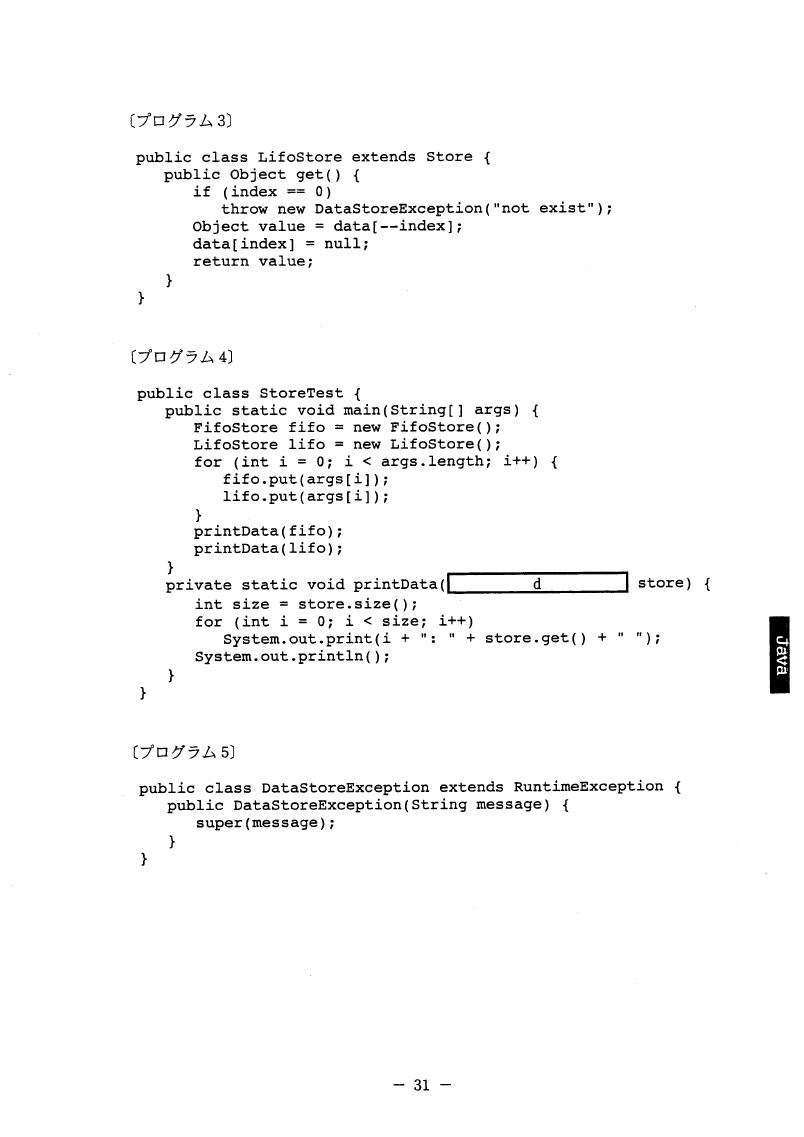 〔プログラム3〕
public class LifoStore extends Store {
   public Object get() {
      if (index == 0)
         throw new DataStoreException("not exist");
      Object value = data[--index];
      data[index] = null;
      return value;
   }
}
〔プログラム4〕
public class StoreTest {
   public static void main(String[] args) {
      FifoStore fifo = new FifoStore();
      LifoStore lifo = new LifoStore();
      for (int i = 0; i < args.length; i++) {
         fifo.put(args[i]);
         lifo.put(args[i]);
      }
      printData(fifo);
      printData(lifo);
   }
   private static void printData( d store) {
      int size = store.size();
      for (int i = 0; i < size; i++)
         System.out.print(i + ": " + store.get() + " ");
      System.out.println();
   }
}
Java
〔プログラム5〕
public class DataStoreException extends RuntimeException {
   public DataStoreException(String message) {
      super(message);
   }
}
− 31 −